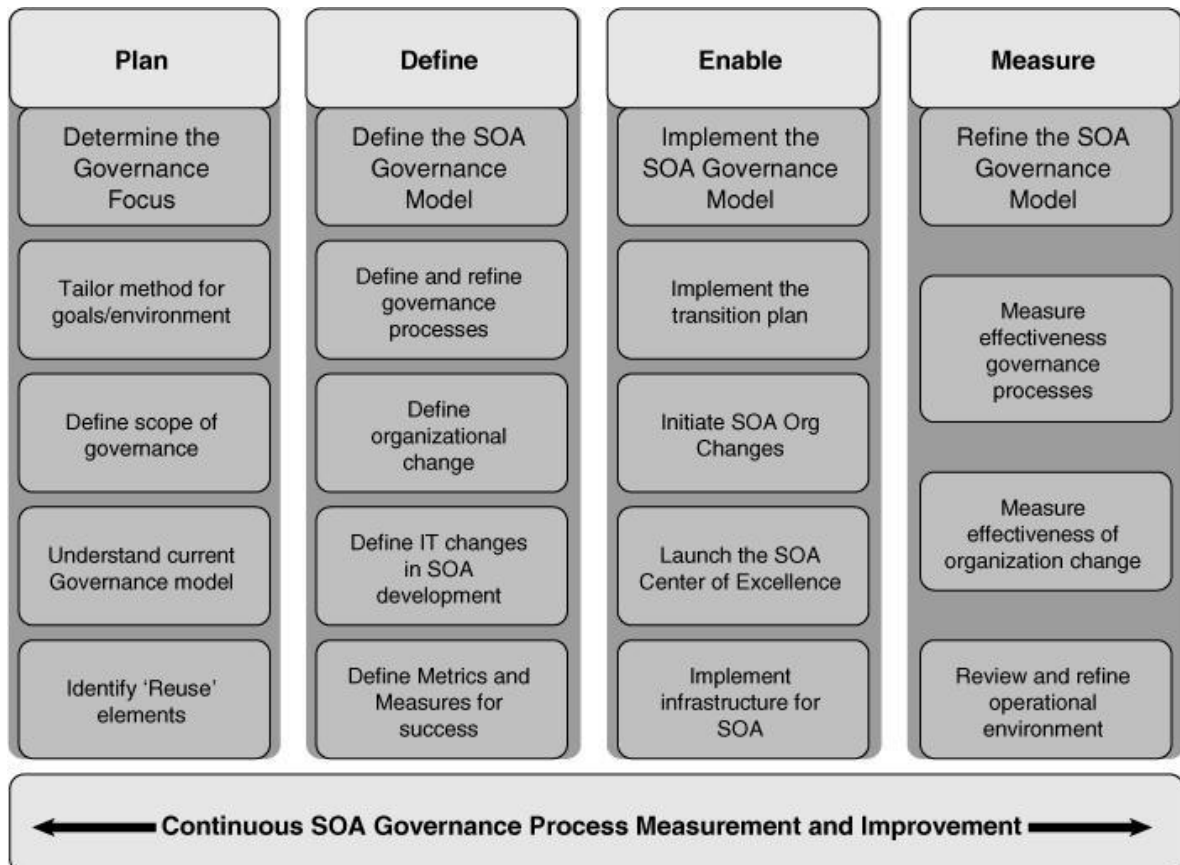 Plan
Determine the
Governance
Focus
Tailor method for
goals/environment
Define scope of
governance
Understand current
Governance model
Identify ‘Reuse’
elements
Define
Define the SOA
Governance
Model
Define and refine
governance
processes
Define
organizational
change
Define IT changes
in SOA
development
Define Metrics and
Measures for
success
Enable
Implement the
SOA Governance
Model
Implement the
transition plan
Initiate SOA Org
Changes
Launch the SOA
Center of Excellence
Implement
infrastructure for
SOA
Measure
Refine the SOA
Governance
Model
Measure
effectiveness
governance
processes
Measure
effectiveness of
organization change
Review and refine
operational
environment
Continuous SOA Governance Process Measurement and Improvement